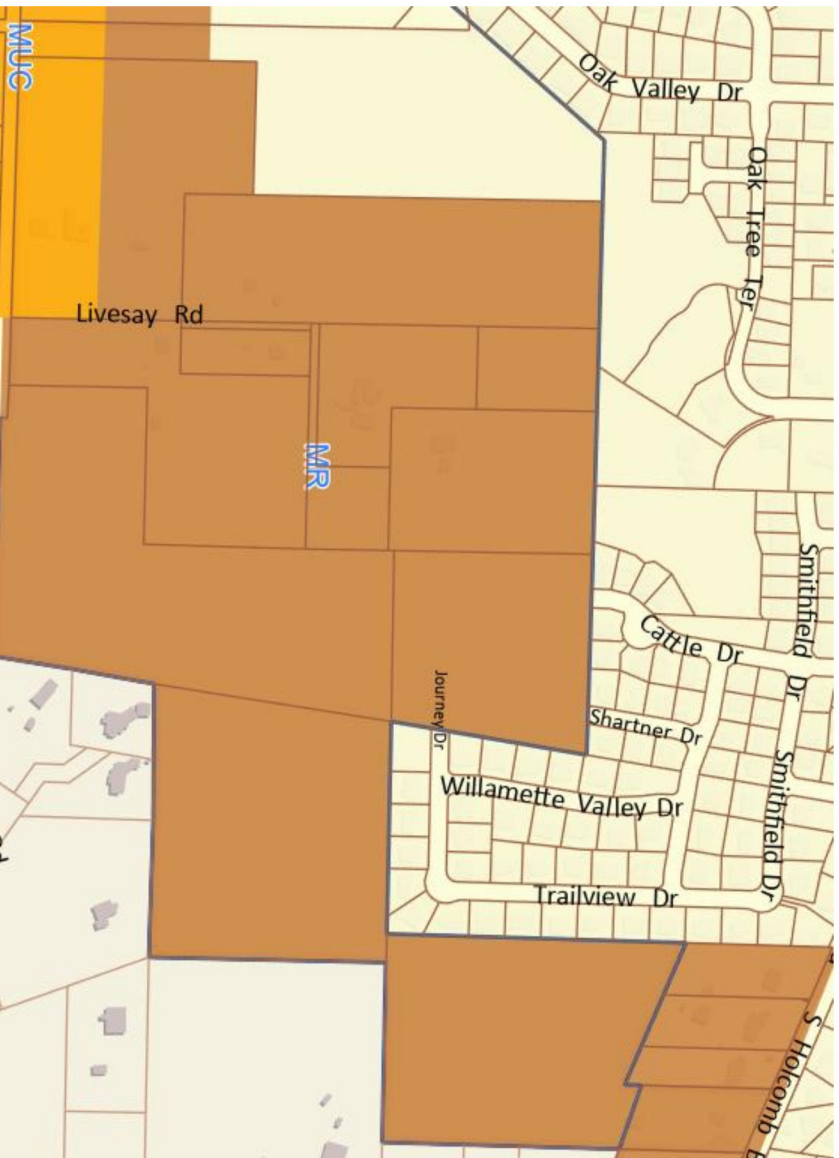 MUC
Oak Valley Dr
Oak Tree Ter
Livesay Rd
MR
Smithfield Dr
Cattle Dr
Journey Dr
Shartner Dr
Willamette Valley Dr
Smithfield Dr
Trailview Dr
S Holcomb